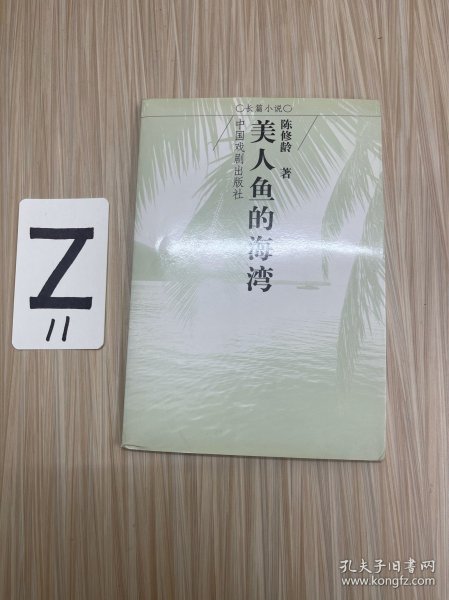 Z
11
○长篇小说○
陈修龄 著
美人鱼的海湾
中国戏剧出版社
孔夫子旧书网
www.kongfz.com